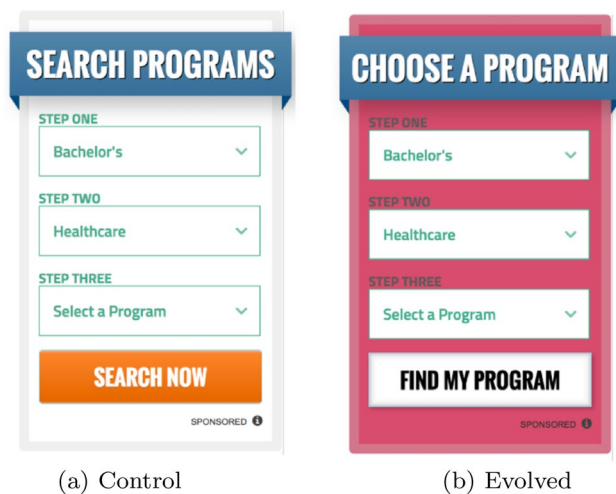 SEARCH PROGRAMS
STEP ONE
Bachelor's
STEP TWO
Healthcare
STEP THREE
Select a Program
SEARCH NOW
SPONSORED
(a) Control
CHOOSE A PROGRAM
STEP ONE
Bachelor's
STEP TWO
Healthcare
STEP THREE
Select a Program
FIND MY PROGRAM
SPONSORED
(b) Evolved